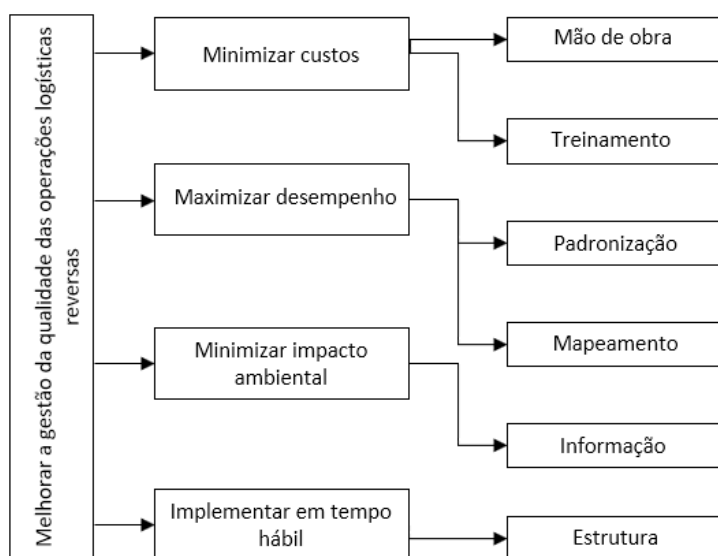 Melhorar a gestão da qualidade das operações logísticas
reversas
Minimizar custos
Mão de obra
Treinamento
Maximizar desempenho
Padronização
Mapeamento
Minimizar impacto
ambiental
Informação
Implementar em tempo
hábil
Estrutura